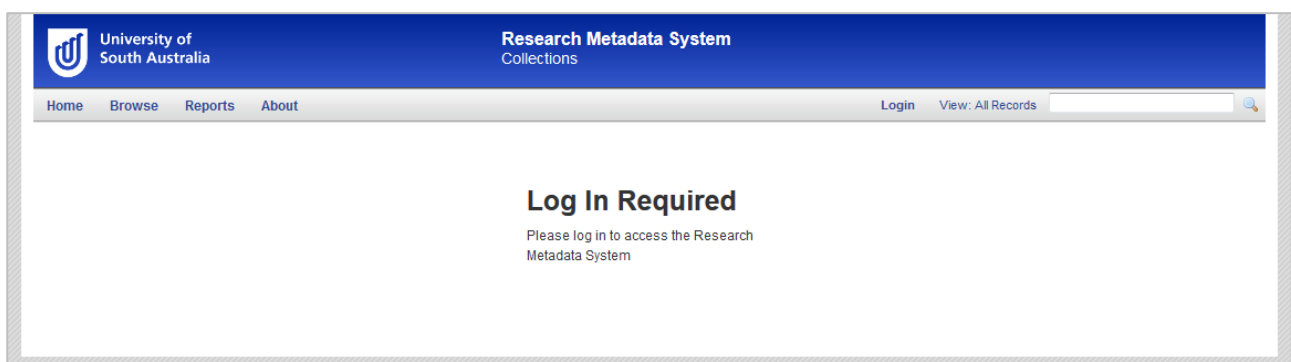 University of
South Australia
Research Metadata System
Collections
Home Browse Reports About Login View: All Records
Log In Required
Please log in to access the Research
Metadata System